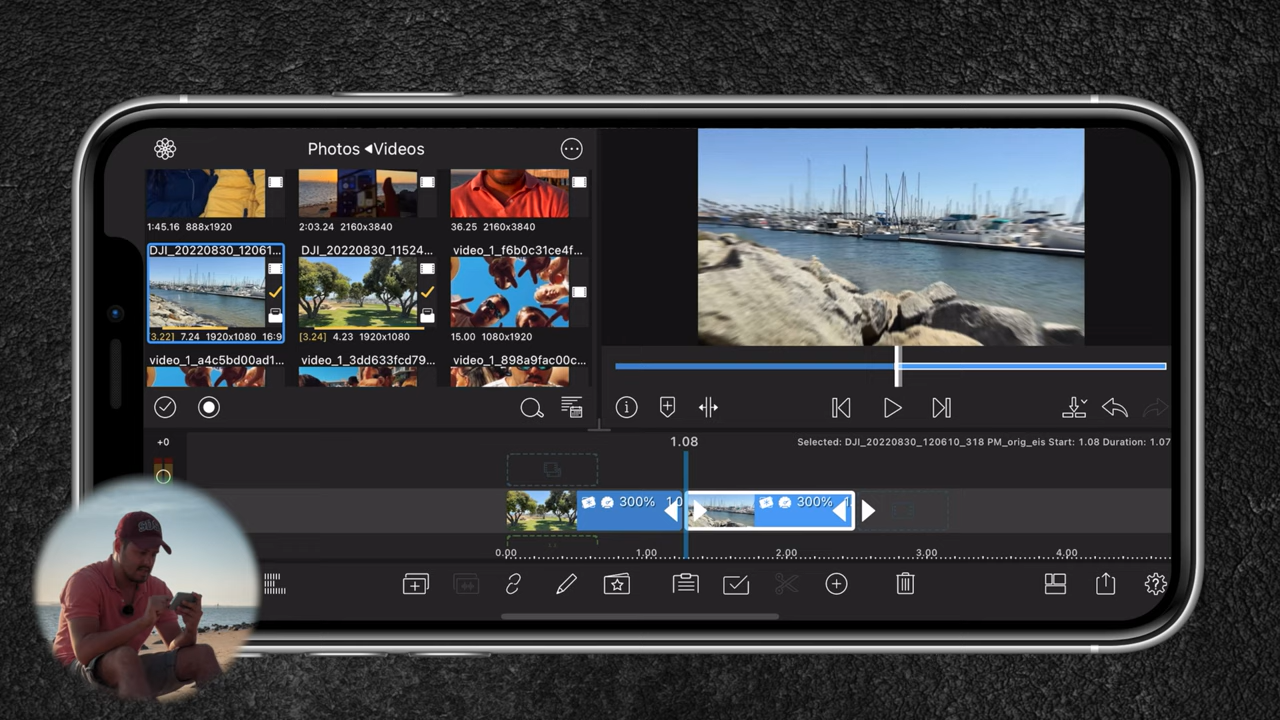 Photos ◂Videos
1:45.16 888x1920
2:03.24 2160x3840
36.25 2160x3840
DJI_20220830_12061...
DJI_20220830_11524...
video_1_f6b0c31ce4f...
3.22] 7.24 1920x1080 16:9
[3.24] 4.23 1920x1080
15.00 1080x1920
video_1_a4c5bd00ad1...
video_1_3dd633fcd79...
video_1_898a9fac00c...
+0
1.08
Selected: DJI_20220830_120610_318 PM_orig_eis Start: 1.08 Duration: 1.07
300%
300%
0.00 1.00 2.00 3.00 4.00